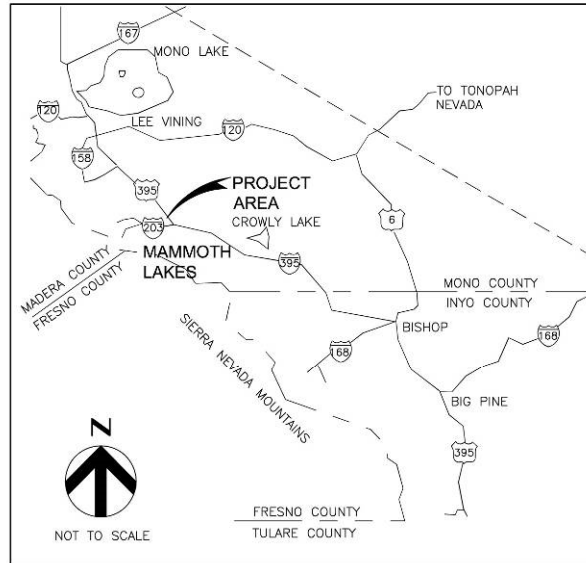 167
MONO LAKE
TO TONOPAH
NEVADA
120
LEE VINING
120
158
395
PROJECT
AREA
CROWLY LAKE
6
203
MAMMOTH
LAKES
395
MADERA COUNTY
FRESNO COUNTY
MONO COUNTY
INYO COUNTY
BISHOP
168
168
SIERRA NEVADA
MOUNTAINS
BIG PINE
N
395
NOT TO SCALE
FRESNO COUNTY
TULARE COUNTY